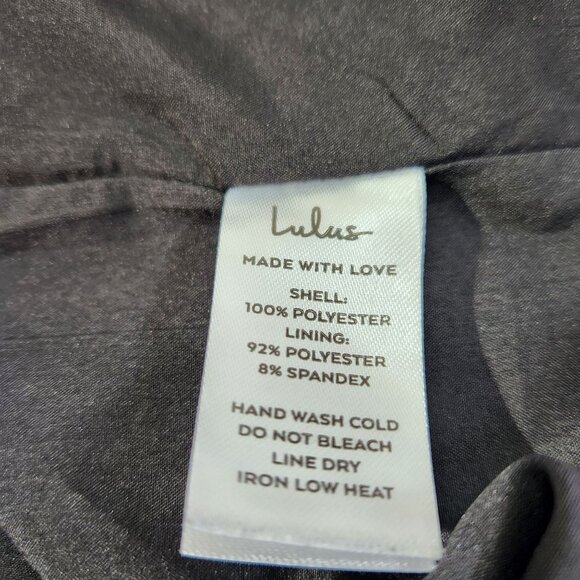 Lulus
MADE WITH LOVE
SHELL:
100% POLYESTER
LINING:
92% POLYESTER
8% SPANDEX
HAND WASH COLD
DO NOT BLEACH
LINE DRY
IRON LOW HEAT